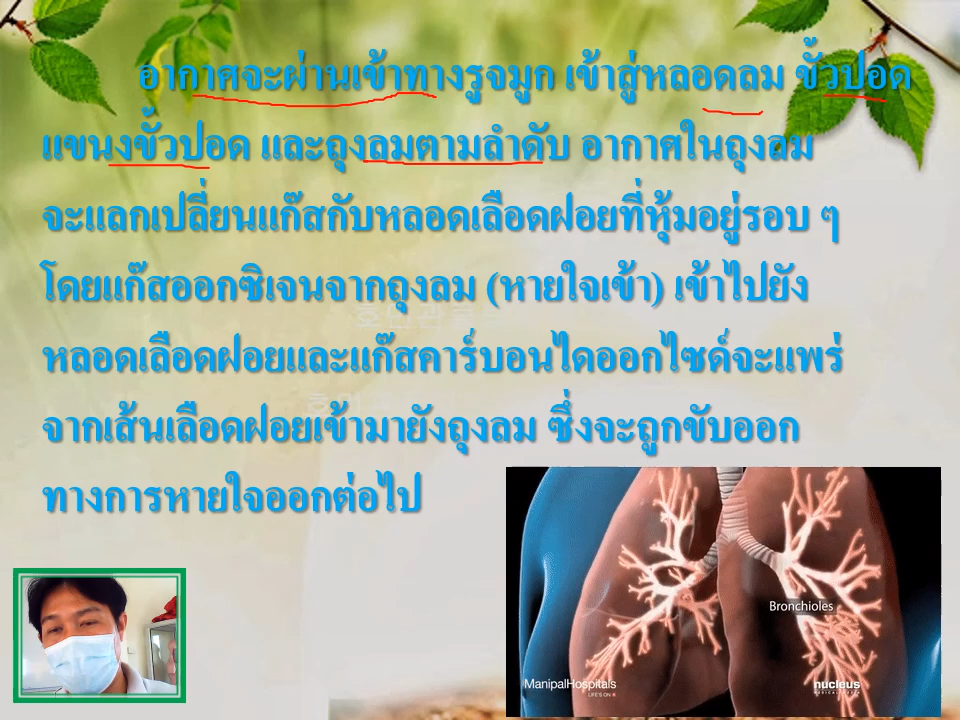 อากาศจะผ่านเข้าทางรูจมูก เข้าสู่หลอดลม ขั้วปอด
แขนงขั้วปอด และถุงลมตามลำดับ อากาศในถุงลม
จะแลกเปลี่ยนแก๊สกับหลอดเลือดฝอยที่หุ้มอยู่รอบ ๆ
โดยแก๊สออกซิเจนจากถุงลม (หายใจเข้า) เข้าไปยัง
หลอดเลือดฝอยและแก๊สคาร์บอนไดออกไซด์จะแพร่
จากเส้นเลือดฝอยเข้ามายังถุงลม ซึ่งจะถูกขับออก
ทางการหายใจออกต่อไป
Bronchioles
ManipalHospitals
LIFE'S ON
nucleus